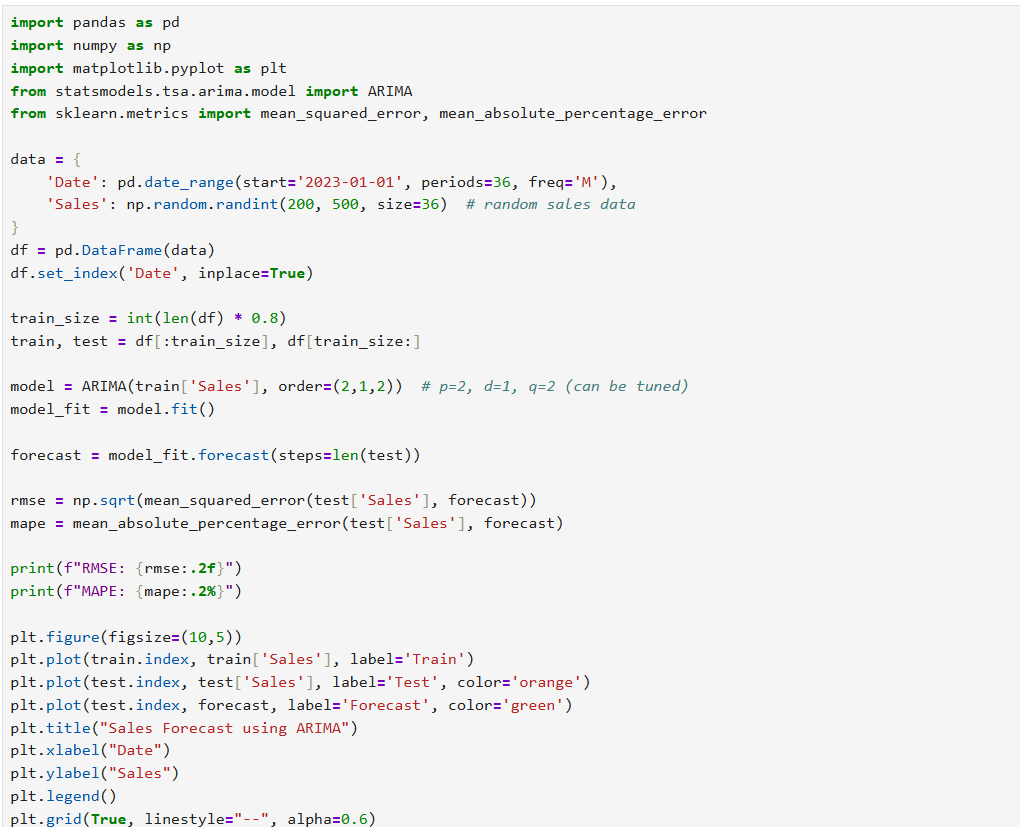 import pandas as pd
import numpy as np
import matplotlib.pyplot as plt
from statsmodels.tsa.arima.model import ARIMA
from sklearn.metrics import mean_squared_error, mean_absolute_percentage_error

data = {
    'Date': pd.date_range(start='2023-01-01', periods=36, freq='M'),
    'Sales': np.random.randint(200, 500, size=36)  # random sales data
}
df = pd.DataFrame(data)
df.set_index('Date', inplace=True)

train_size = int(len(df) * 0.8)
train, test = df[:train_size], df[train_size:]

model = ARIMA(train['Sales'], order=(2,1,2))  # p=2, d=1, q=2 (can be tuned)
model_fit = model.fit()

forecast = model_fit.forecast(steps=len(test))

rmse = np.sqrt(mean_squared_error(test['Sales'], forecast))
mape = mean_absolute_percentage_error(test['Sales'], forecast)

print(f"RMSE: {rmse:.2f}")
print(f"MAPE: {mape:.2%}")

plt.figure(figsize=(10,5))
plt.plot(train.index, train['Sales'], label='Train')
plt.plot(test.index, test['Sales'], label='Test', color='orange')
plt.plot(test.index, forecast, label='Forecast', color='green')
plt.title("Sales Forecast using ARIMA")
plt.xlabel("Date")
plt.ylabel("Sales")
plt.legend()
plt.grid(True, linestyle="--", alpha=0.6)